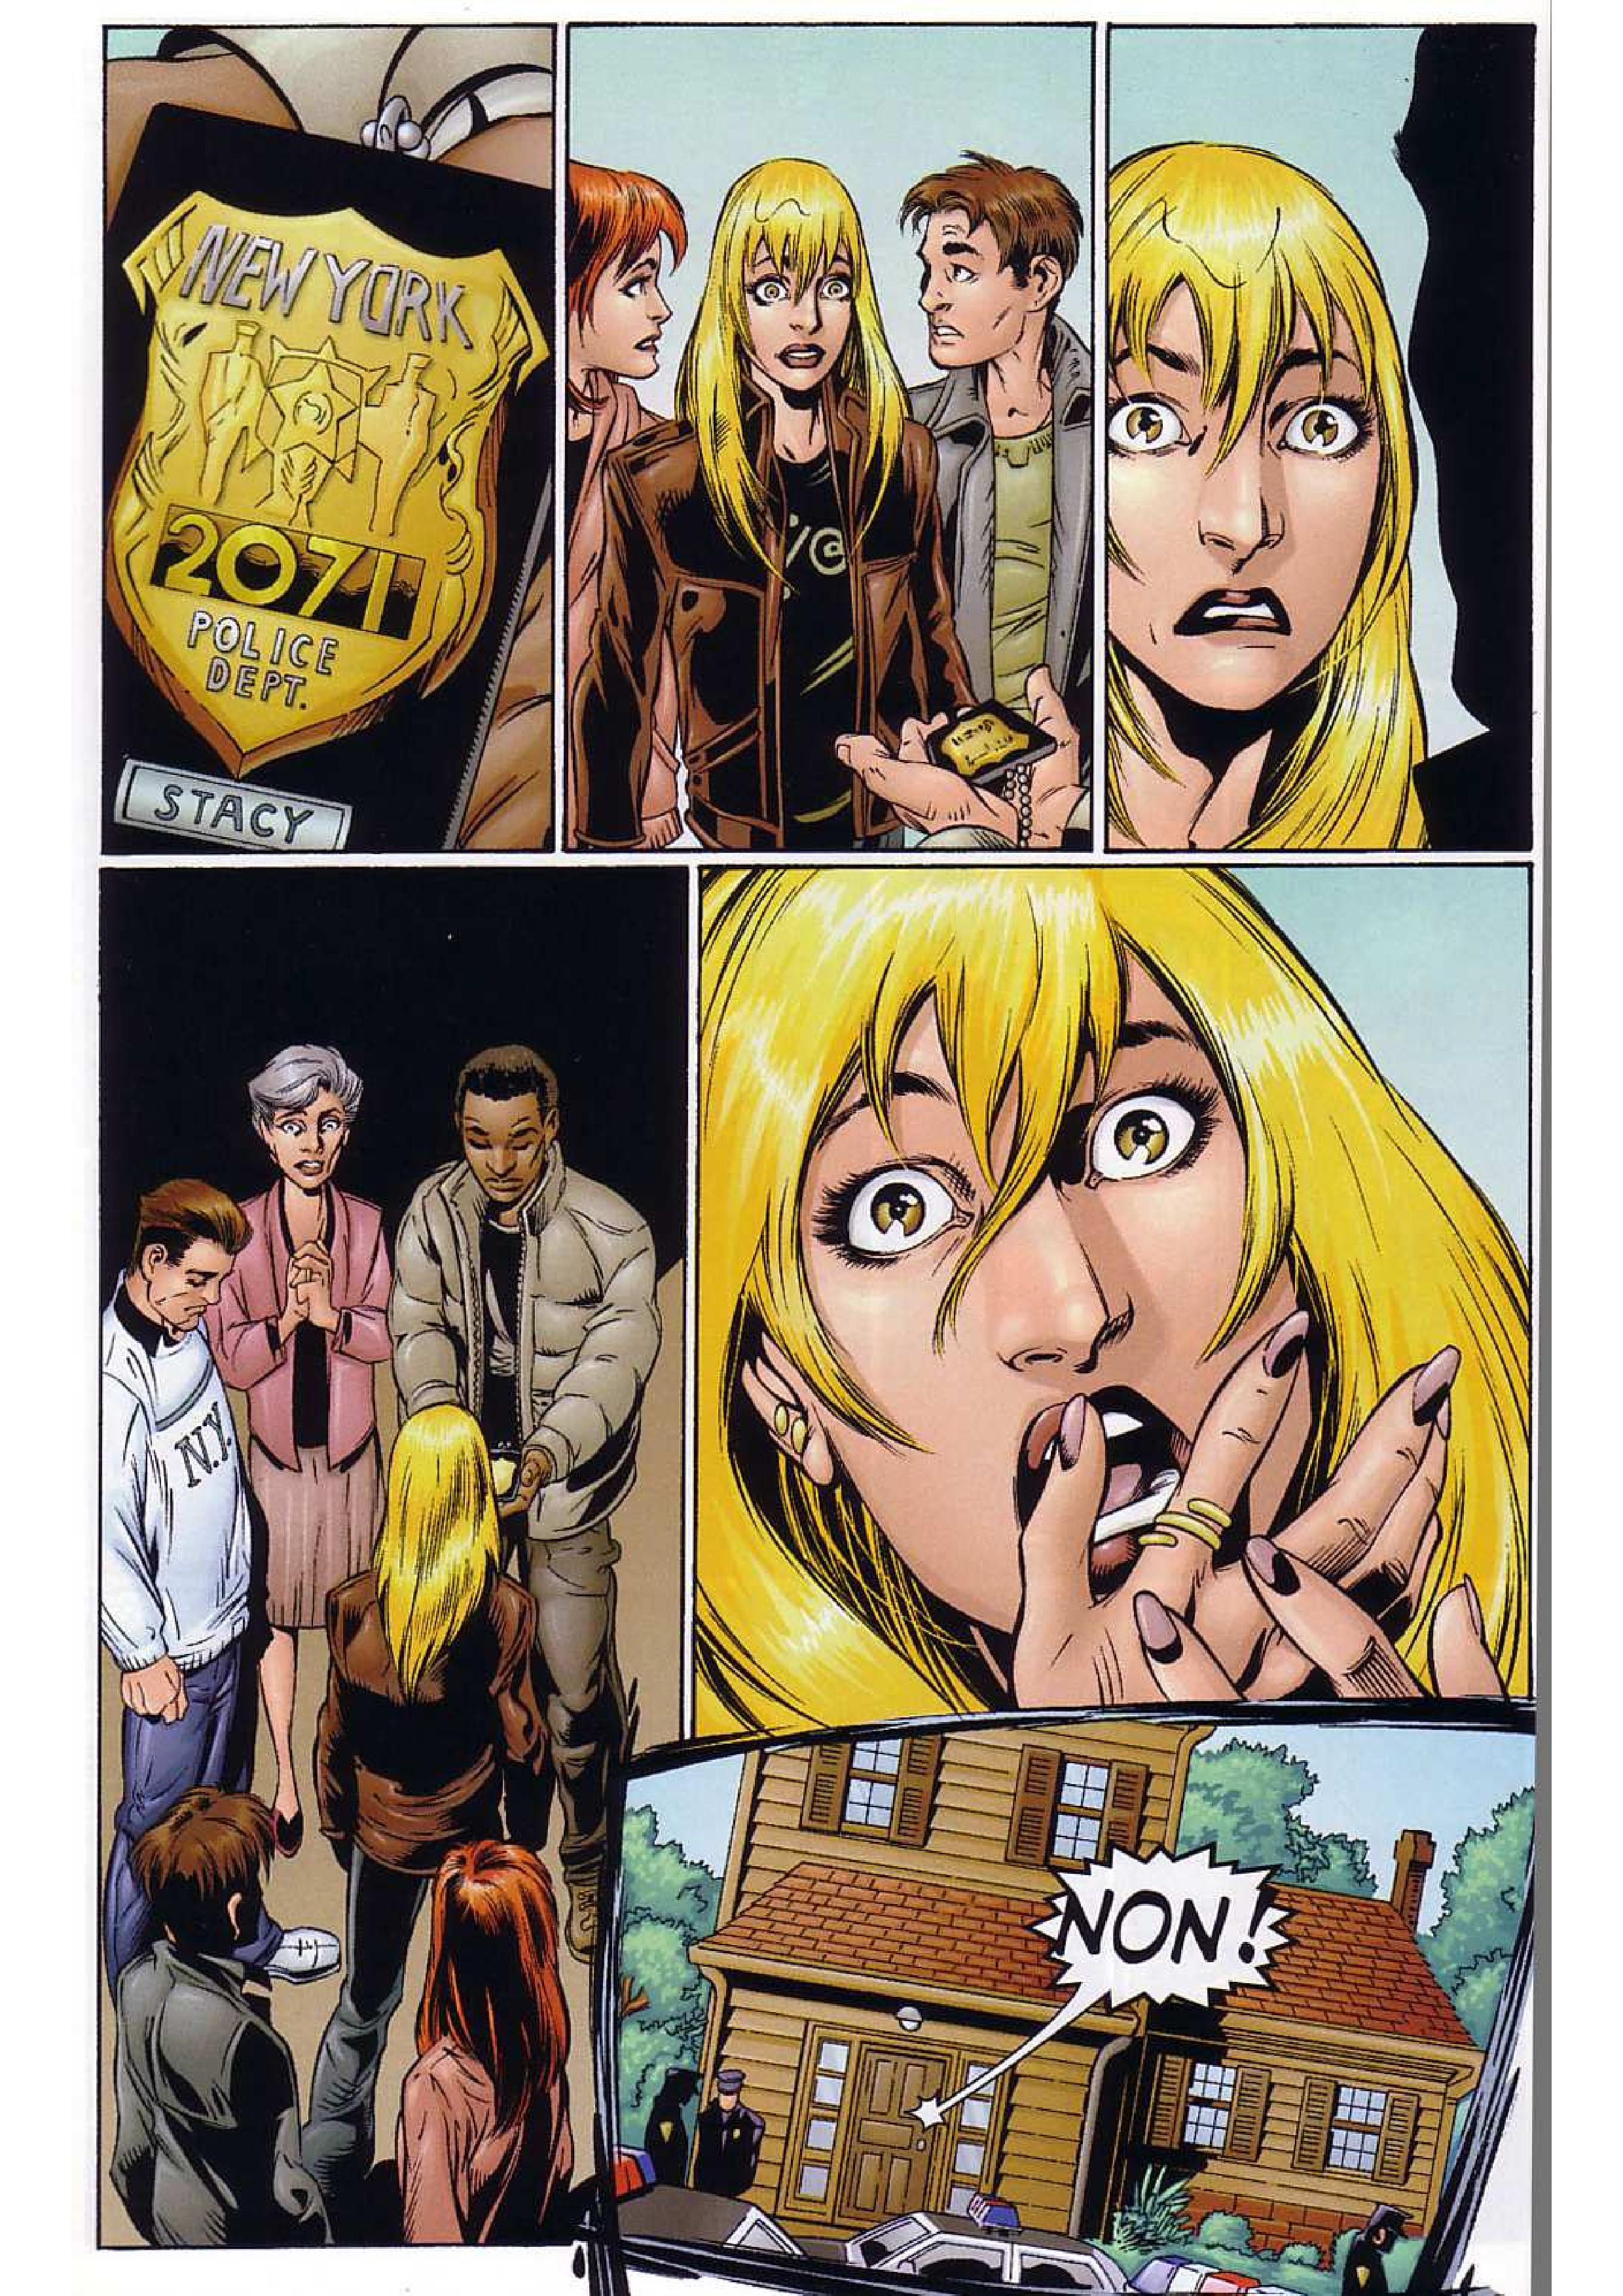 NEW YORK
2071
POLICE
DEPT.
STACY
/@
N.Y.
NON!